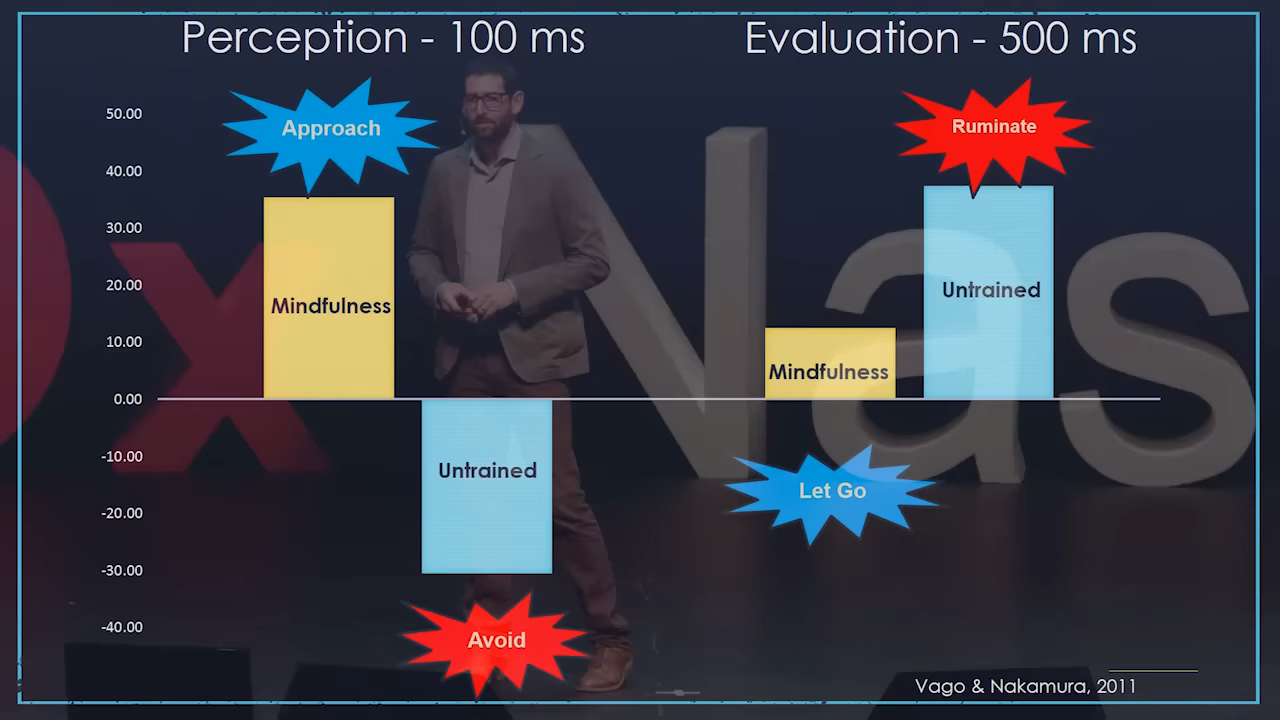 Perception - 100 ms
Evaluation - 500 ms
Approach
Ruminate
50.00
40.00
30.00
20.00
10.00
0.00
-10.00
-20.00
-30.00
-40.00
Mindfulness
Untrained
Mindfulness
Untrained
Avoid
Let Go
x Nas
Vago & Nakamura, 2011